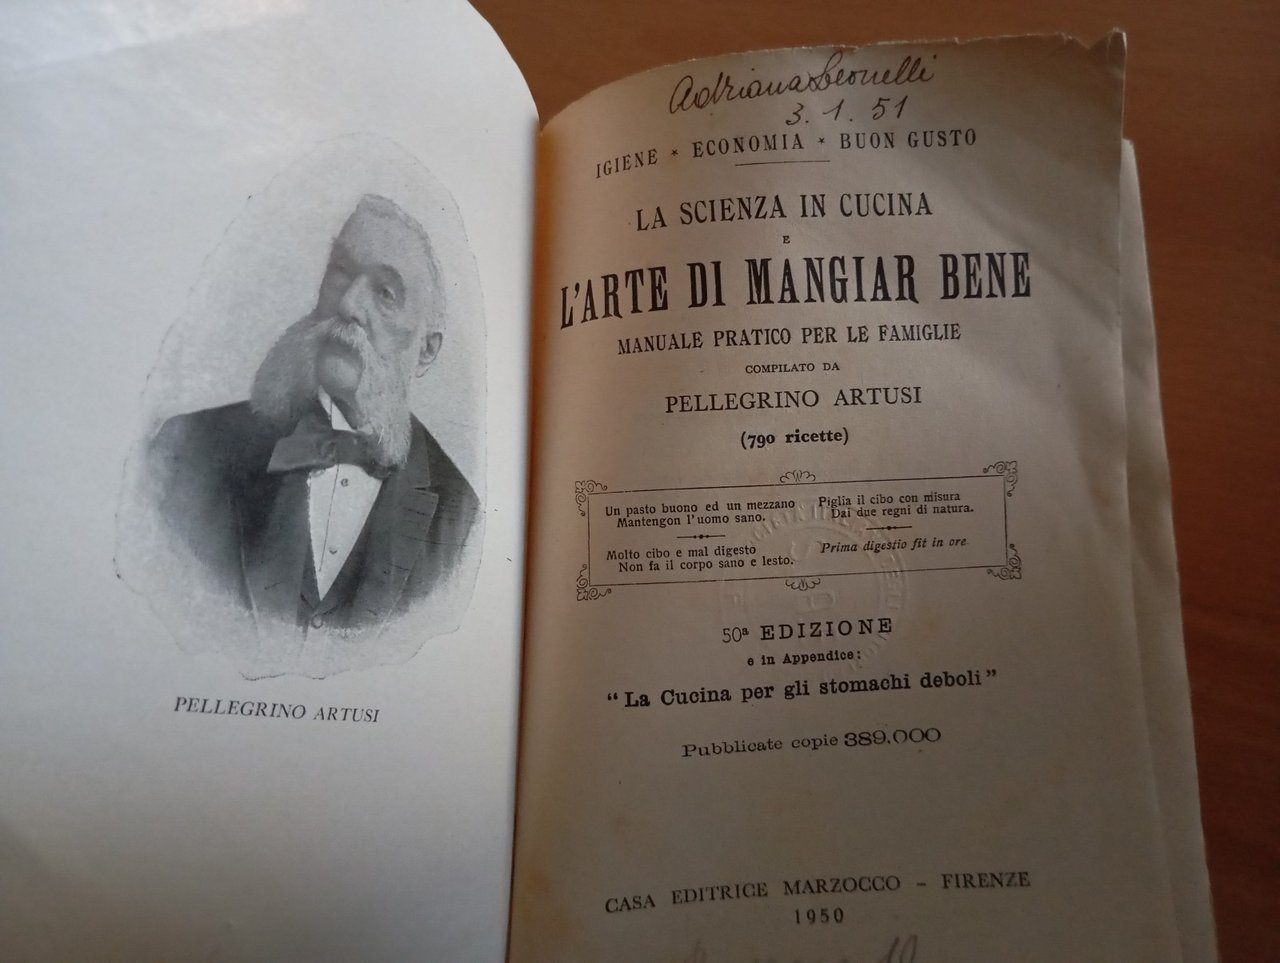 PELLEGRINO ARTUSI
Adriana Leonelli
3. 1. 51
IGIENE * ECONOMIA * BUON GUSTO
LA SCIENZA IN CUCINA
E
L'ARTE DI MANGIAR BENE
MANUALE PRATICO PER LE FAMIGLIE
COMPILATO DA
PELLEGRINO ARTUSI
(790 ricette)
Un pasto buono ed un mezzano
Mantengon l'uomo sano.
Molto cibo e mal digesto
Non fa il corpo sano e lesto.
Piglia il cibo con misura
Dai due regni di natura.
Prima digestio fit in ore.
50ª EDIZIONE
e in Appendice:
"La Cucina per gli stomachi deboli"
Pubblicate copie 389.000
CASA EDITRICE MARZOCCO - FIRENZE
1950